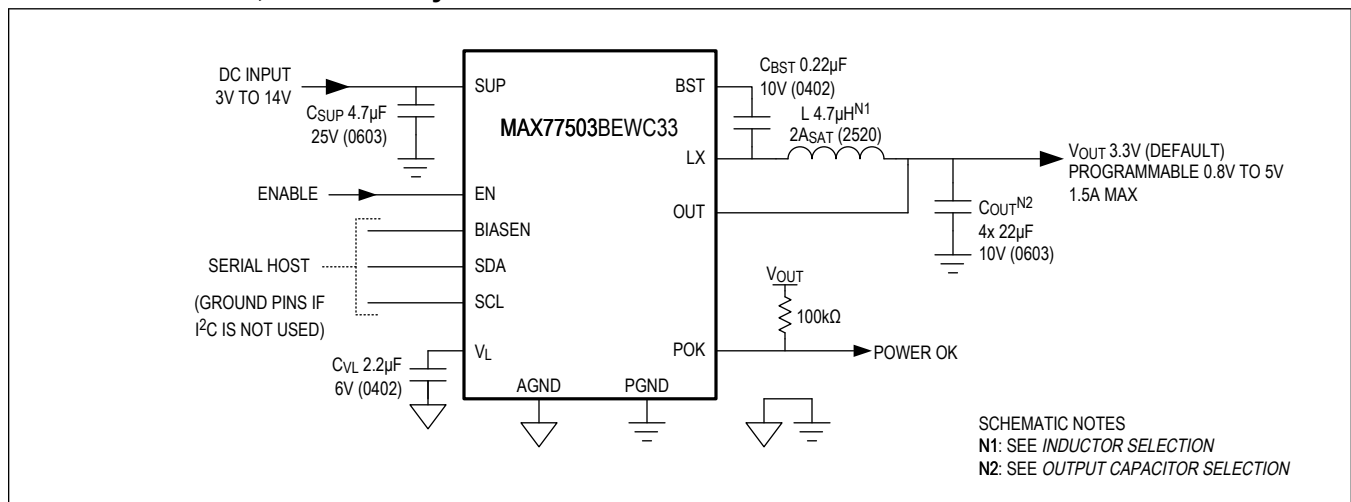 DC INPUT
3V TO 14V
CSUP 4.7µF
25V (0603)
ENABLE
SERIAL HOST
(GROUND PINS IF
I2C IS NOT USED)
CVL 2.2µF
6V (0402)
SUP
EN
BIASEN
SDA
SCL
VL
AGND
PGND
MAX77503BEWC33
BST
LX
OUT
POK
CBST 0.22µF
10V (0402)
L 4.7µHN1
2ASAT (2520)
VOUT 3.3V (DEFAULT)
PROGRAMMABLE 0.8V TO 5V
1.5A MAX
COUTN2
4x 22µF
10V (0603)
VOUT
100kΩ
POWER OK
SCHEMATIC NOTES
N1: SEE INDUCTOR SELECTION
N2: SEE OUTPUT CAPACITOR SELECTION